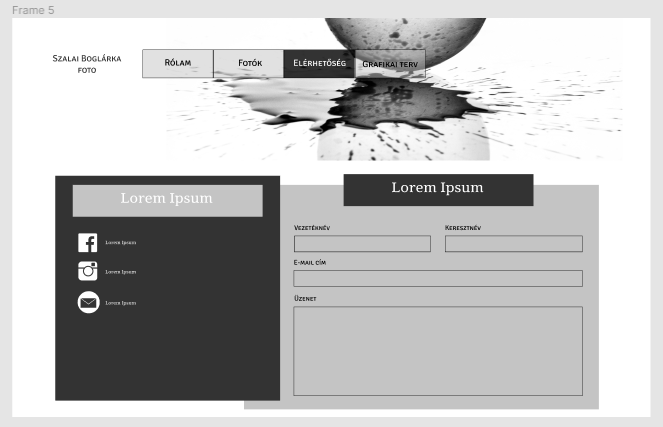 Frame 5
Szalai Boglárka
foto
Rólam
Fotók
Elérhetőség
Grafikai terv
Lorem Ipsum
Lorem Ipsum
Lorem Ipsum
Lorem Ipsum
Lorem Ipsum
Vezetéknév
Keresztnév
E-mail cím
Üzenet